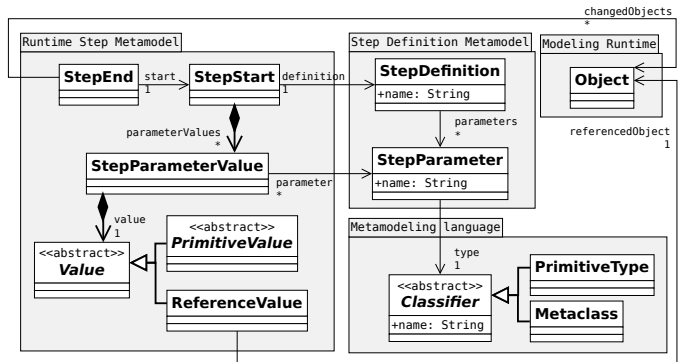 changedObjects
*
Runtime Step Metamodel
Step Definition Metamodel
Modeling Runtime
StepEnd
start
1
StepStart
definition
1
StepDefinition
+name: String
Object
parameterValues
*
parameters
*
referencedObject
1
StepParameterValue
parameter
*
StepParameter
+name: String
value
1
<<abstract>>
PrimitiveValue
Metamodeling language
<<abstract>>
Value
type
1
PrimitiveType
<<abstract>>
Classifier
+name: String
ReferenceValue
Metaclass